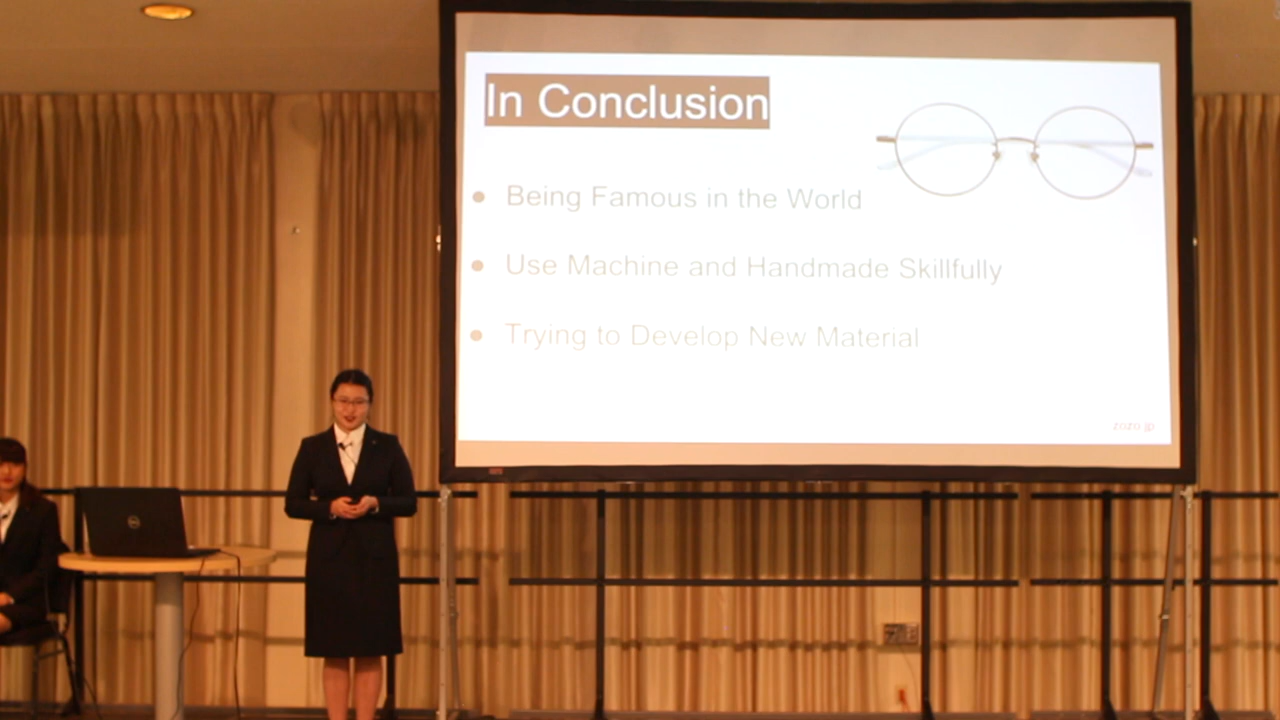 In Conclusion
● Being Famous in the World
● Use Machine and Handmade Skillfully
● Trying to Develop New Material
zozo.jp
DELL